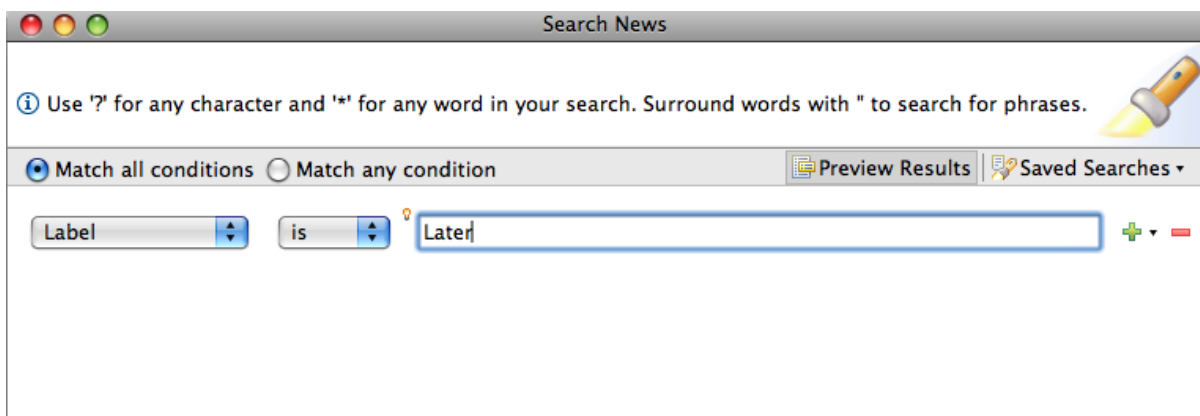 Search News
Use '?' for any character and '*' for any word in your search. Surround words with " to search for phrases.
Match all conditions Match any condition Preview Results Saved Searches
Label is Later